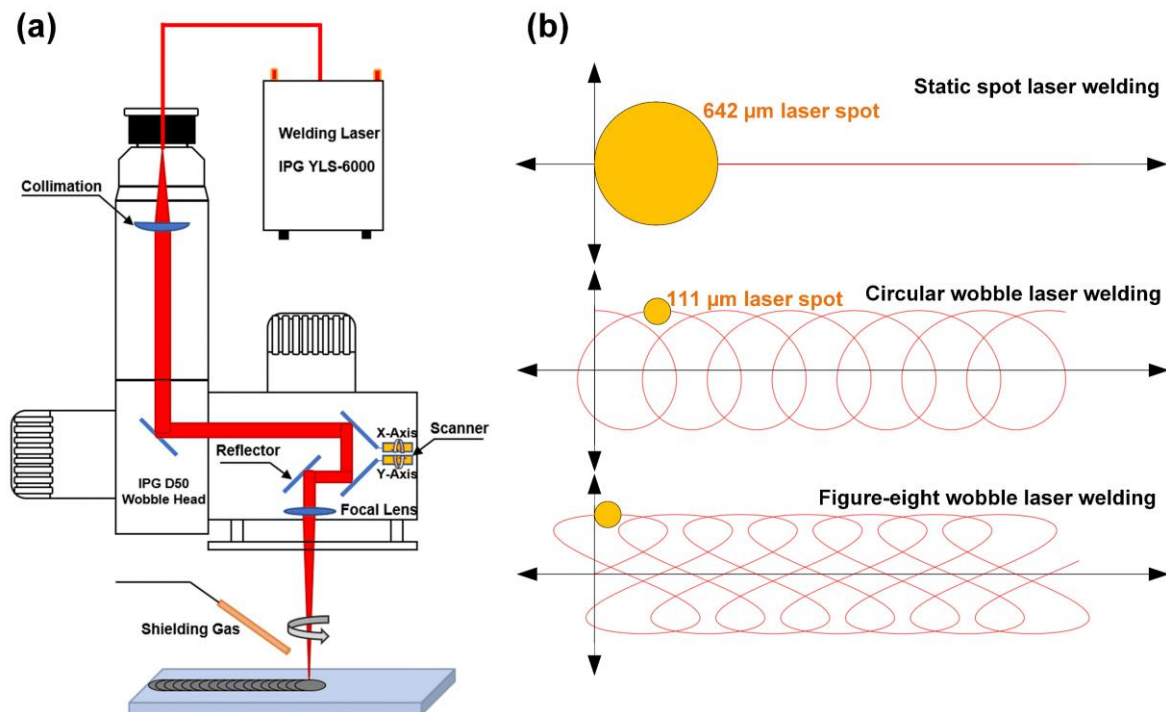 (a)
Welding Laser
IPG YLS-6000
Collimation
X-Axis
Scanner
Reflector
Y-Axis
IPG D50
Wobble Head
Focal Lens
Shielding Gas
(b)
Static spot laser welding
642 µm laser spot
Circular wobble laser welding
111 µm laser spot
Figure-eight wobble laser welding